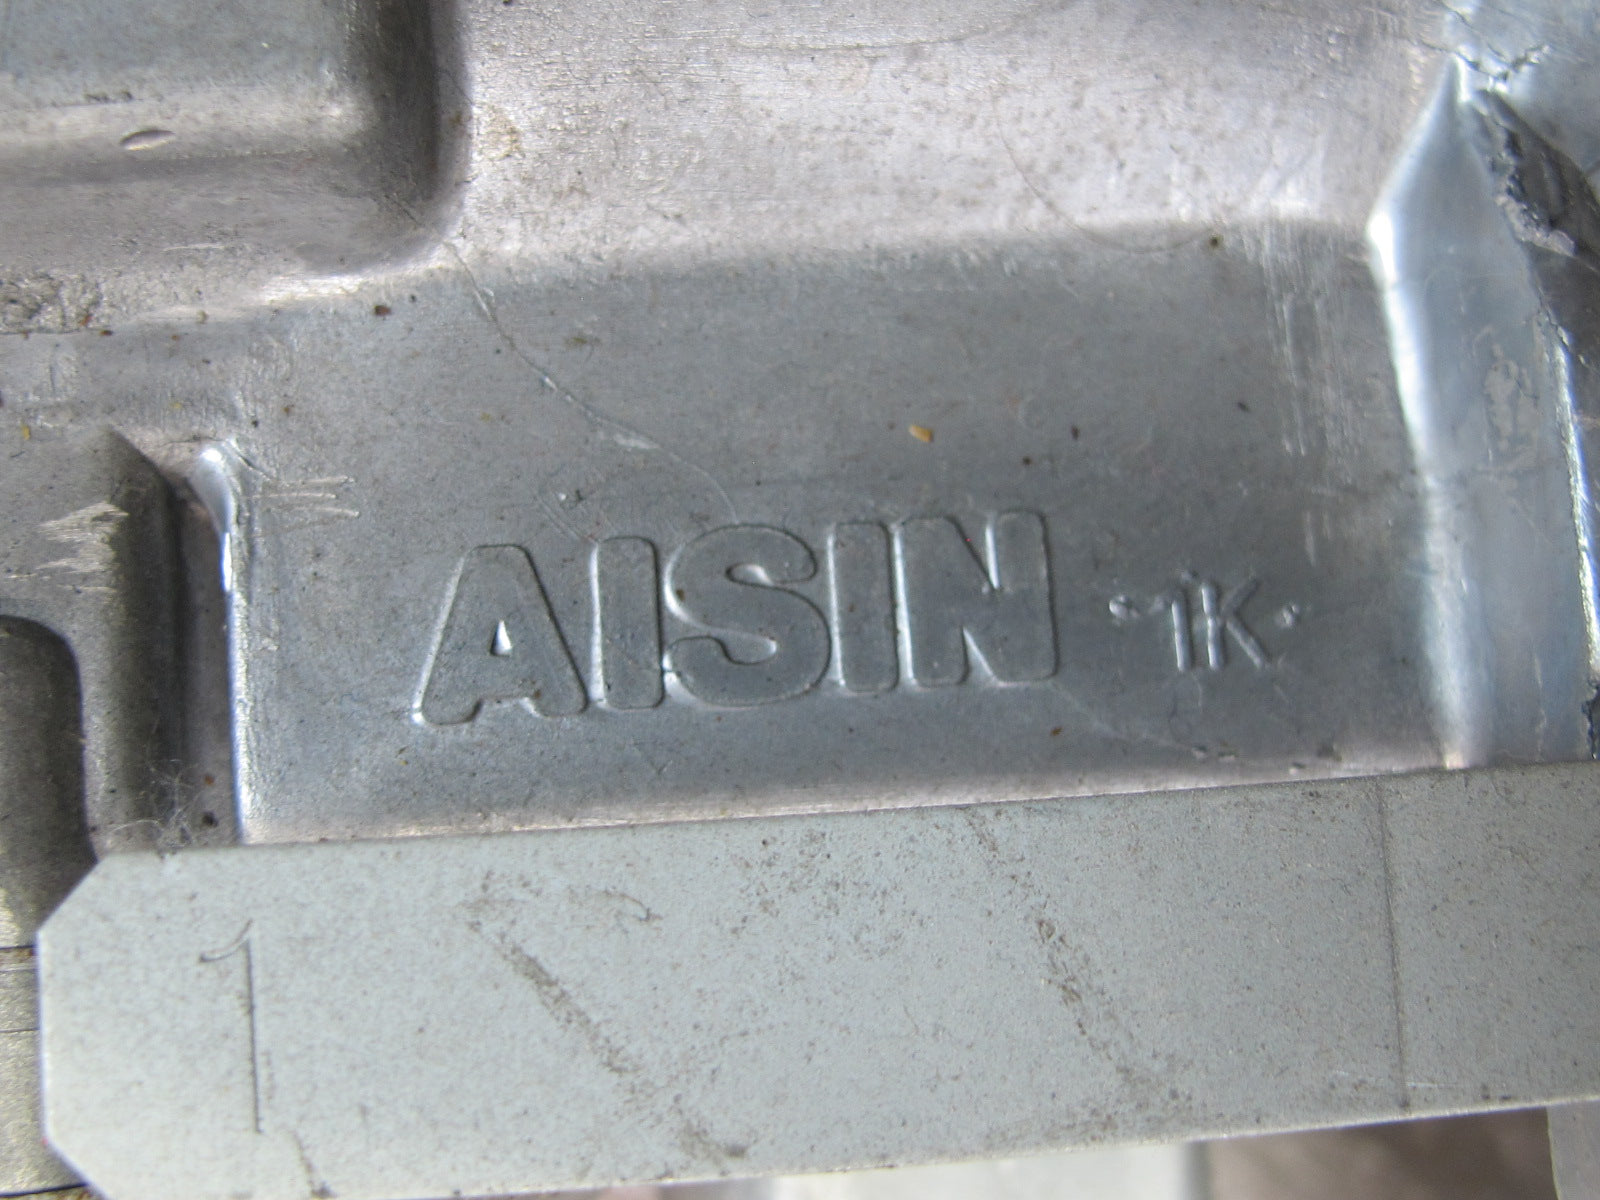 AISIN · 1K ·
1